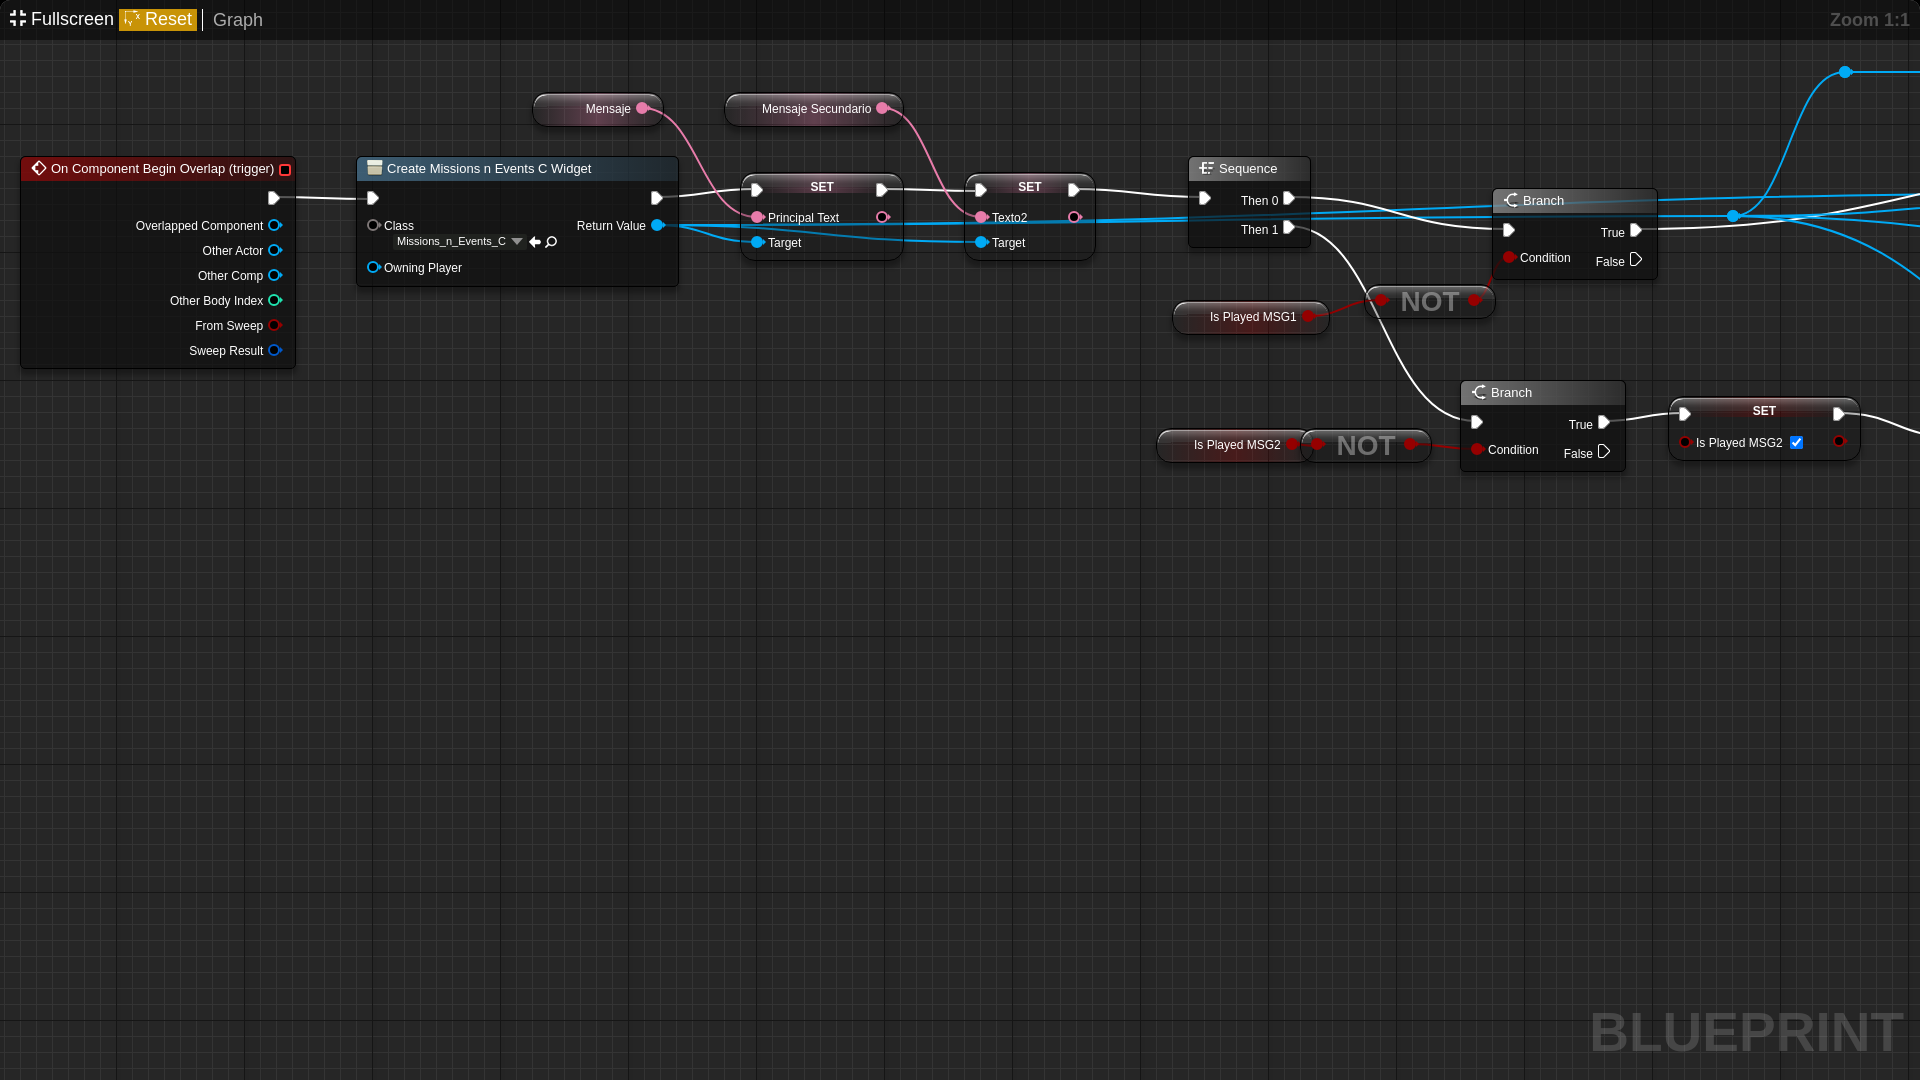 Fullscreen Reset Graph
Zoom 1:1
Mensaje
Mensaje Secundario
On Component Begin Overlap (trigger)
Overlapped Component
Other Actor
Other Comp
Other Body Index
From Sweep
Sweep Result
Create Missions n Events C Widget
Class
Missions_n_Events_C
Return Value
Owning Player
SET
Principal Text
Target
SET
Texto2
Target
Sequence
Then 0
Then 1
Branch
True
Condition
False
Is Played MSG1
NOT
Is Played MSG2
NOT
Branch
True
Condition
False
SET
Is Played MSG2
BLUEPRINT